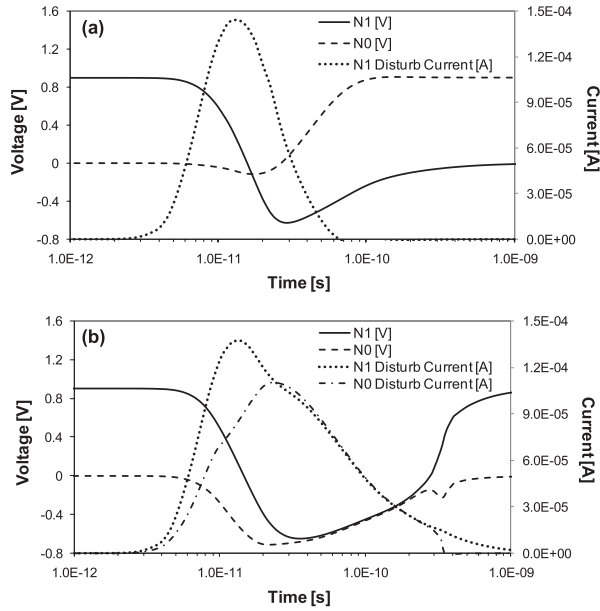 (a)
N1 [V]
N0 [V]
N1 Disturb Current [A]
1.6
1.2
0.8
0.4
0
-0.4
-0.8
Voltage [V]
1.5E-04
1.2E-04
9.0E-05
6.0E-05
3.0E-05
0.0E+00
Current [A]
1.0E-12
1.0E-11
1.0E-10
1.0E-09
Time [s]
(b)
N1 [V]
N0 [V]
N1 Disturb Current [A]
N0 Disturb Current [A]
1.6
1.2
0.8
0.4
0
-0.4
-0.8
Voltage [V]
1.5E-04
1.2E-04
9.0E-05
6.0E-05
3.0E-05
0.0E+00
Current [A]
1.0E-12
1.0E-11
1.0E-10
1.0E-09
Time [s]